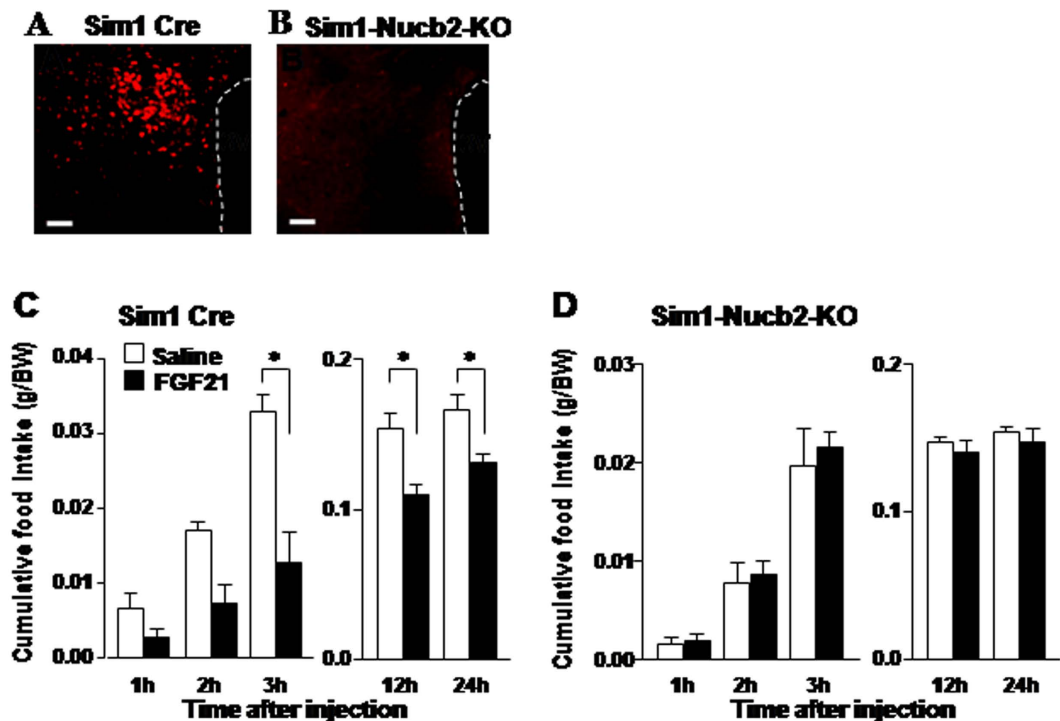 A Sim1 Cre
B Sim1-Nucb2-KO
B
C
Sim1 Cre
Saline
FGF21
Cumulative food Intake (g/BW)
0.04
0.03
0.02
0.01
0.00
*
1h 2h 3h
0.2
0.1
0.0
* *
12h 24h
Time after injection
D
Sim1-Nucb2-KO
Cumulative food Intake (g/BW)
0.03
0.02
0.01
0.00
1h 2h 3h
0.2
0.1
0.0
12h 24h
Time after injection